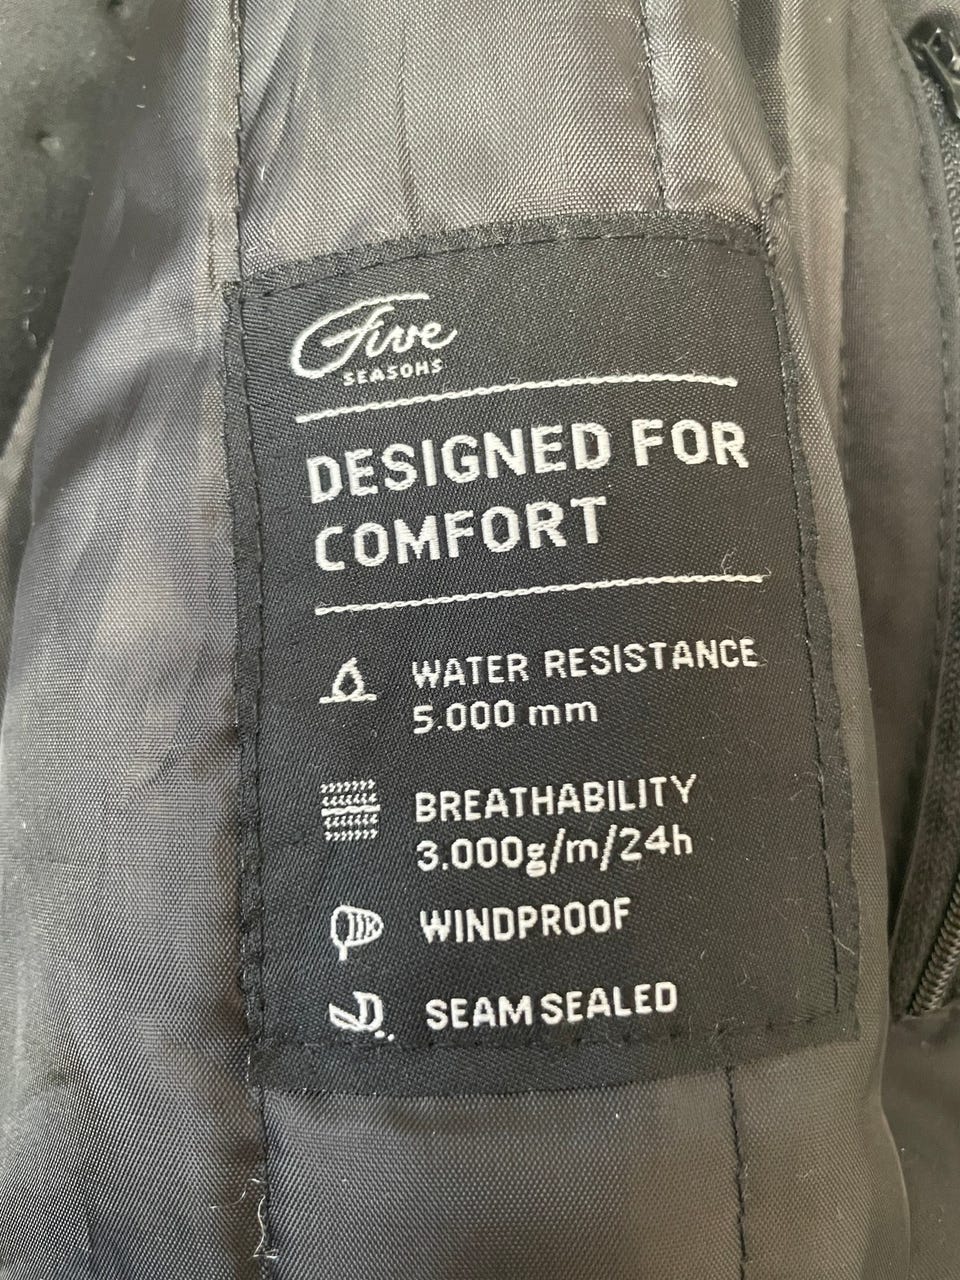 Five
SEASONS
DESIGNED FOR
COMFORT
WATER RESISTANCE
5.000 mm
BREATHABILITY
3.000g/m/24h
WINDPROOF
SEAM SEALED